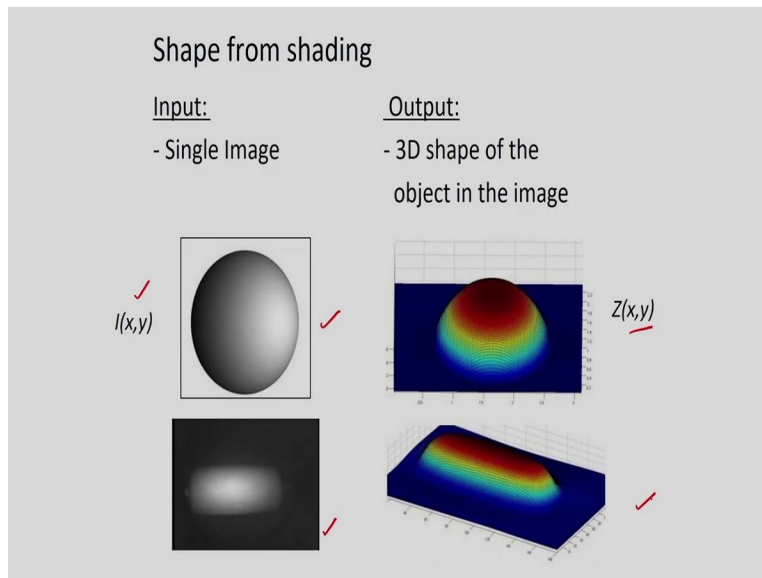 Shape from shading
Input:
Output:
- Single Image
- 3D shape of the
object in the image
I(x,y)
Z(x,y)